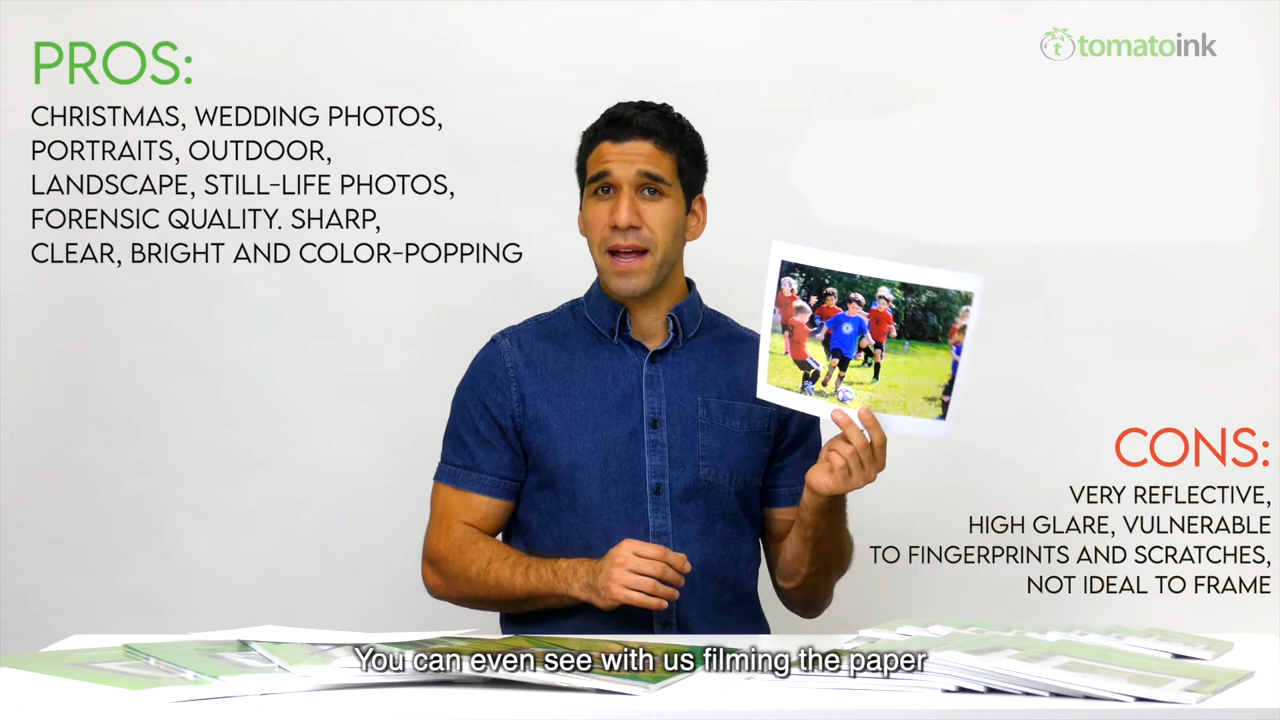 PROS:
CHRISTMAS, WEDDING PHOTOS,
PORTRAITS, OUTDOOR,
LANDSCAPE, STILL-LIFE PHOTOS,
FORENSIC QUALITY. SHARP,
CLEAR, BRIGHT AND COLOR-POPPING
tomatoink
CONS:
VERY REFLECTIVE,
HIGH GLARE, VULNERABLE
TO FINGERPRINTS AND SCRATCHES,
NOT IDEAL TO FRAME
You can even see with us filming the paper